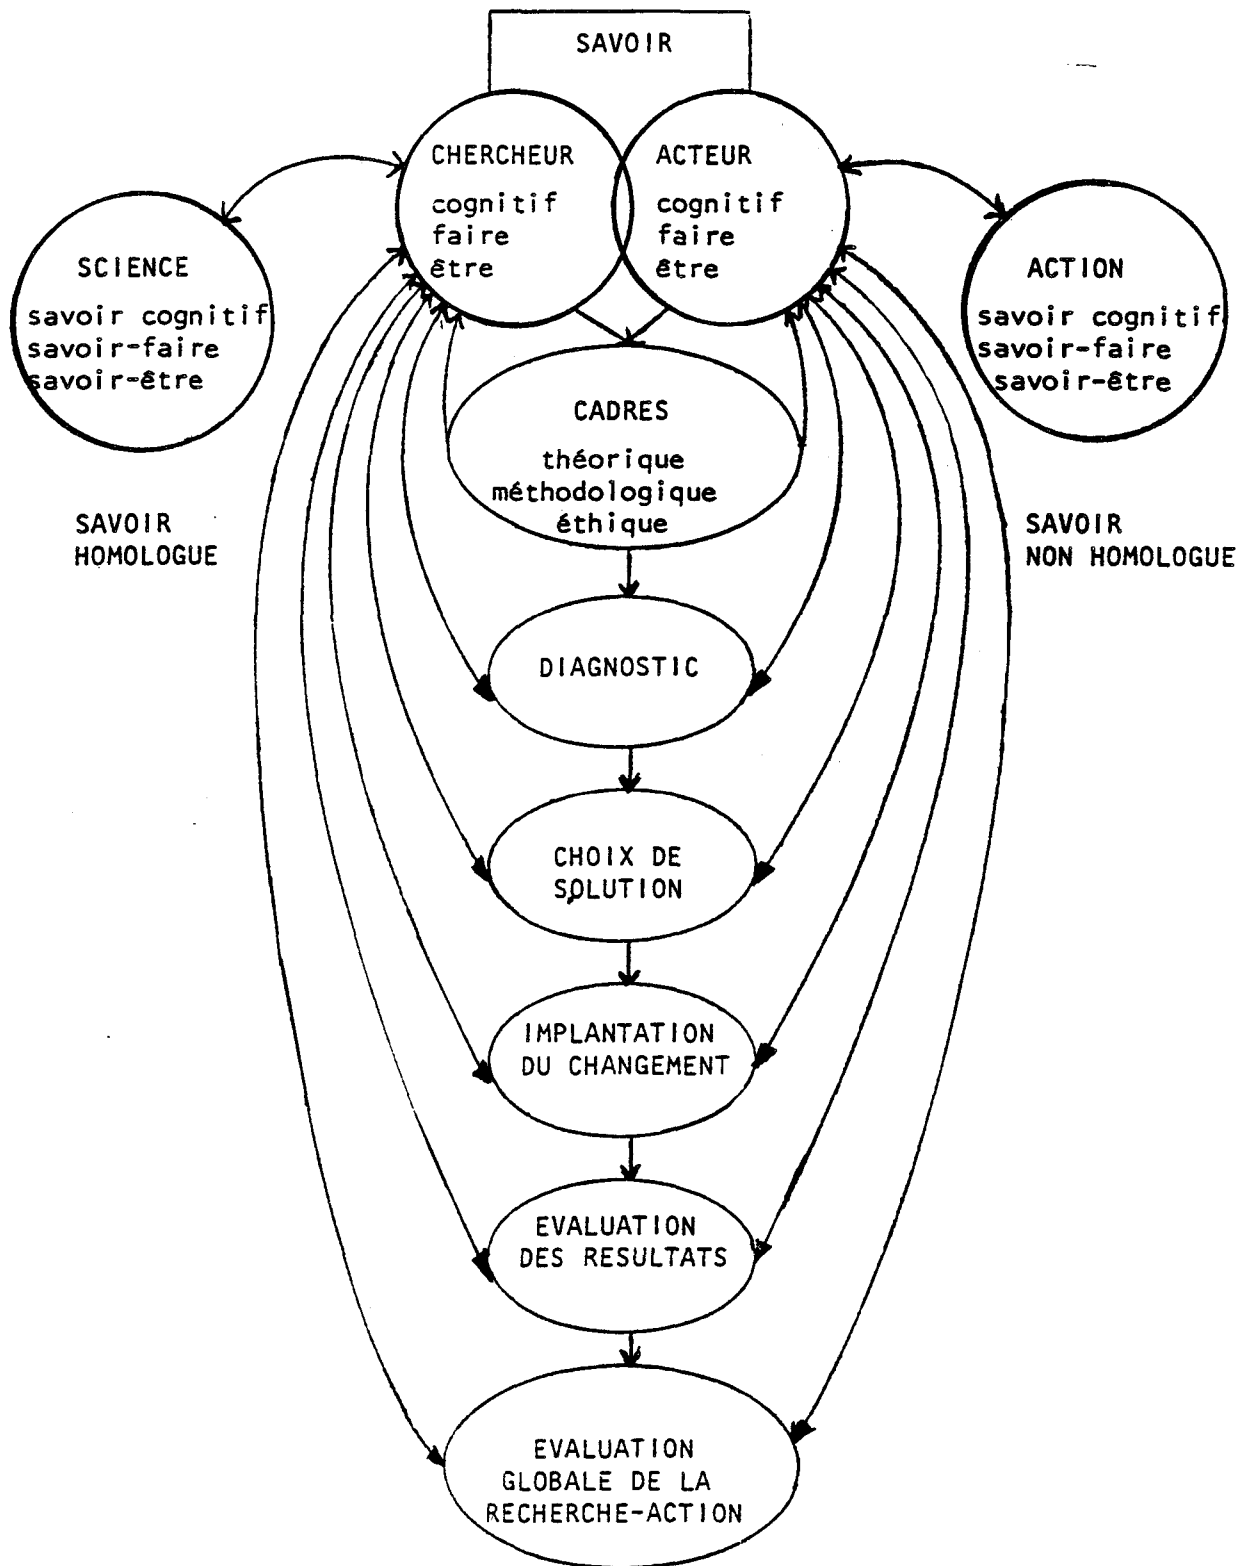 SAVOIR
CHERCHEUR
cognitif
faire
être
ACTEUR
cognitif
faire
être
SCIENCE
savoir cognitif
savoir-faire
savoir-être
ACTION
savoir cognitif
savoir-faire
savoir-être
CADRES
théorique
méthodologique
éthique
SAVOIR
HOMOLOGUE
SAVOIR
NON HOMOLOGUE
DIAGNOSTIC
CHOIX DE
SOLUTION
IMPLANTATION
DU CHANGEMENT
EVALUATION
DES RESULTATS
EVALUATION
GLOBALE DE LA
RECHERCHE-ACTION